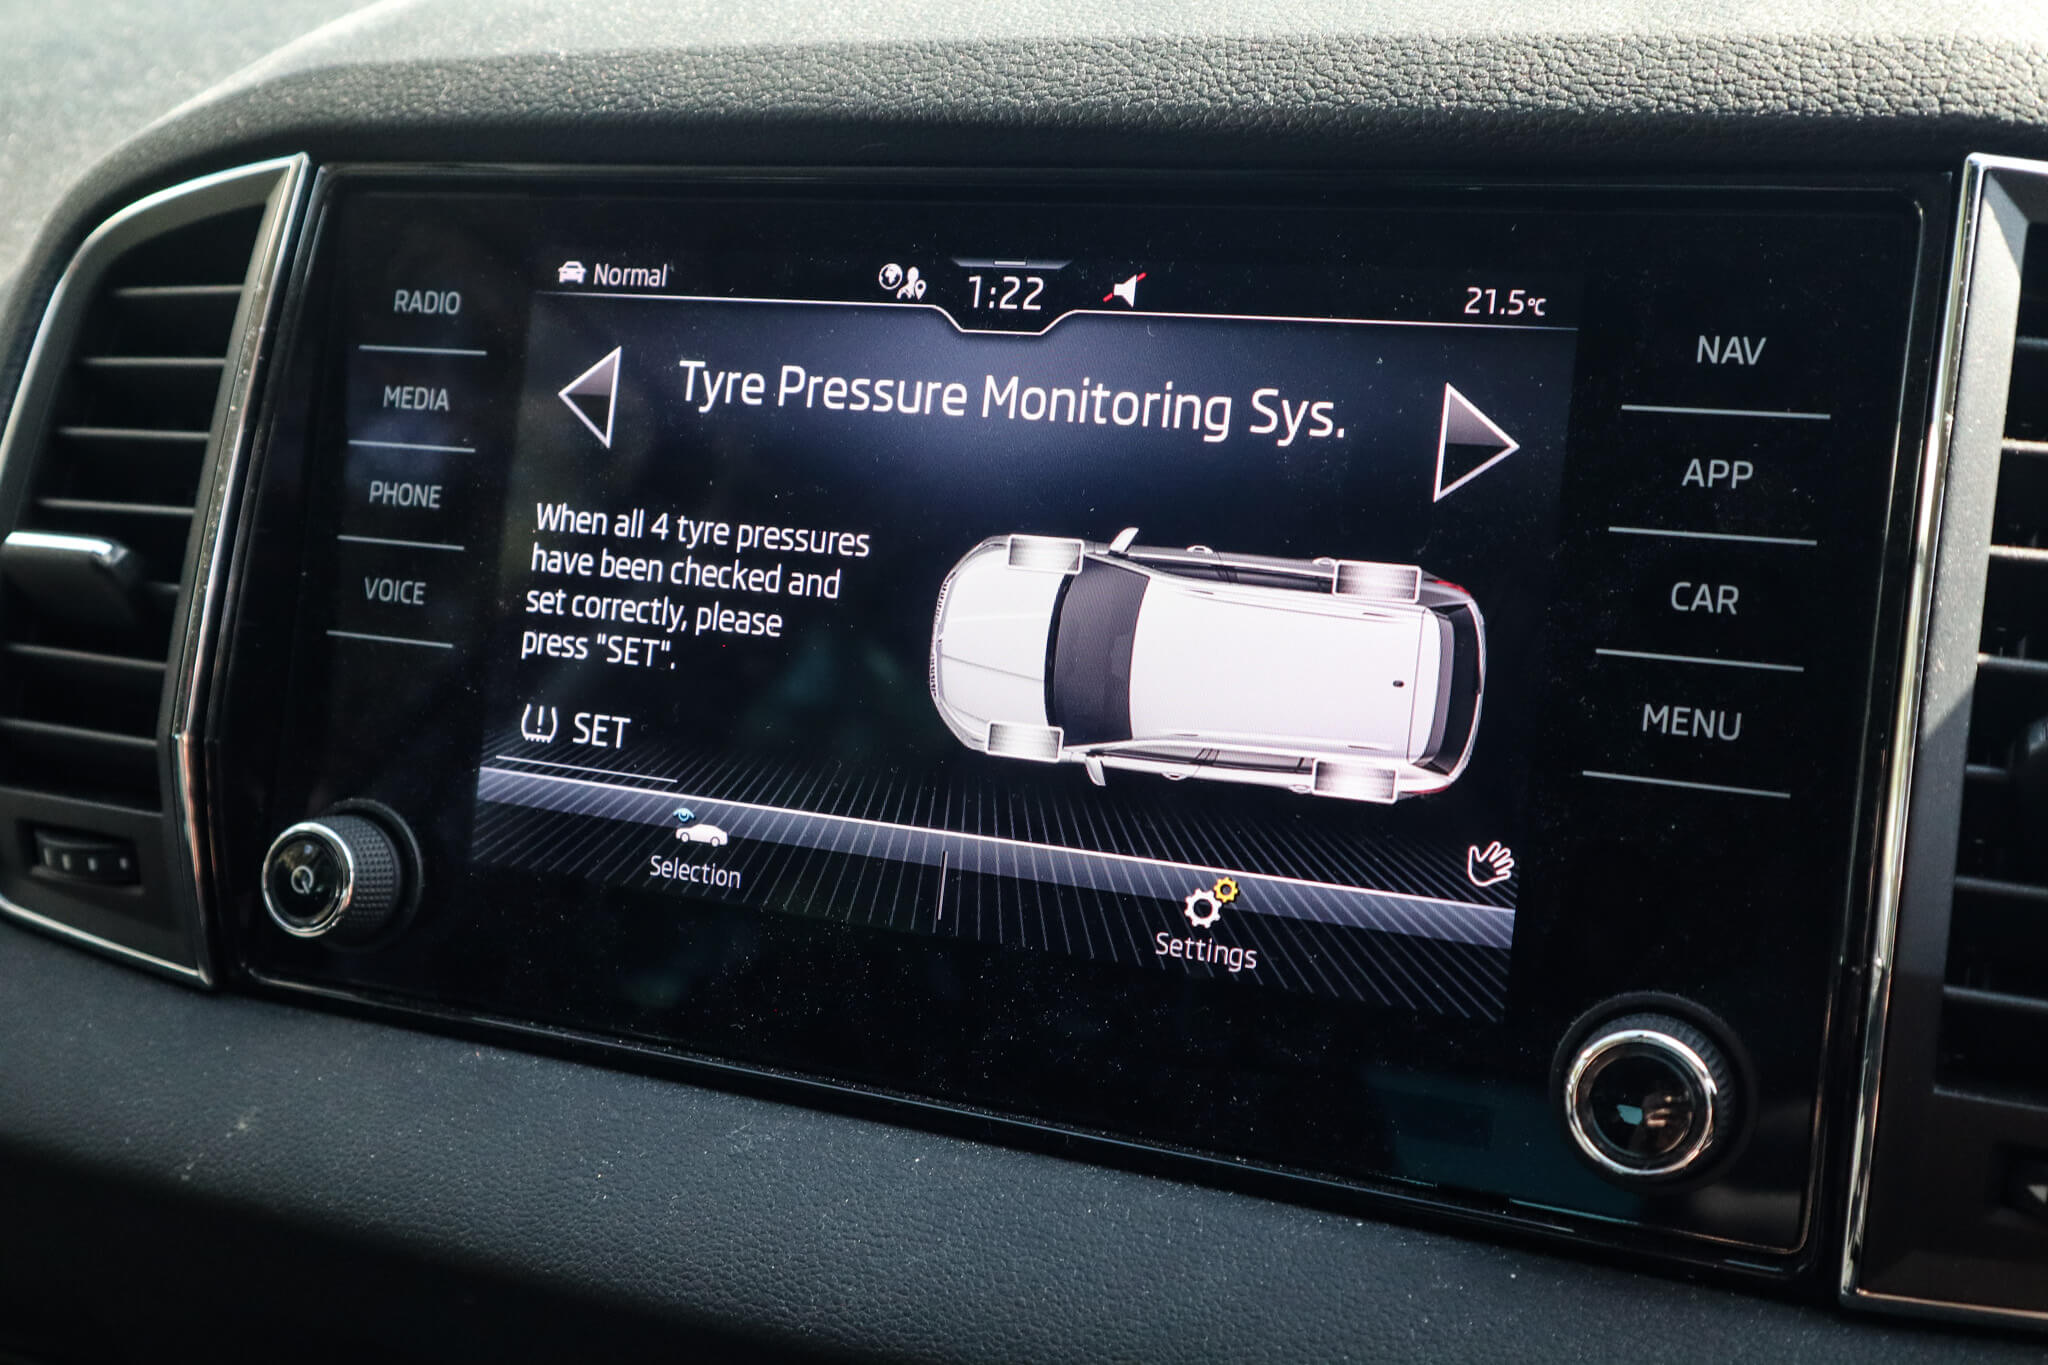 Normal
1:22
21.5°C
RADIO
MEDIA
PHONE
VOICE
Tyre Pressure Monitoring Sys.
When all 4 tyre pressures
have been checked and
set correctly, please
press "SET".
SET
Selection
Settings
NAV
APP
CAR
MENU